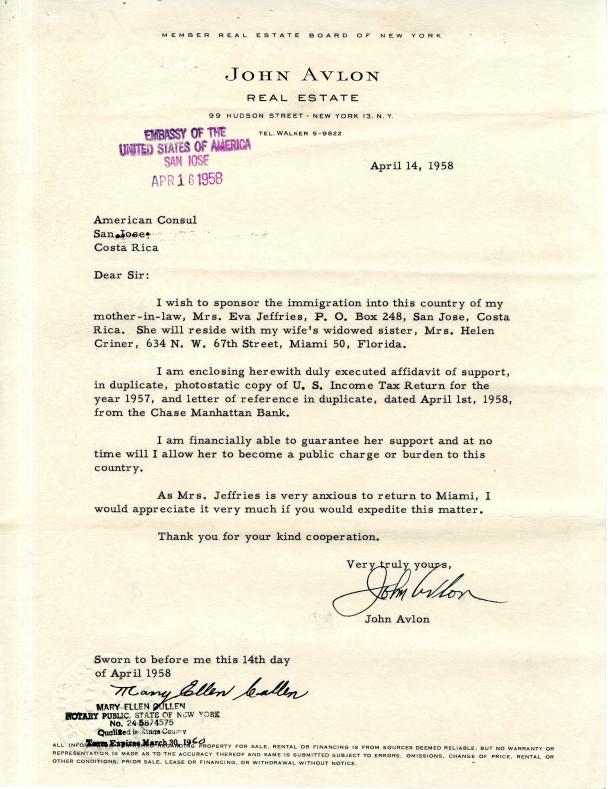 MEMBER REAL ESTATE BOARD OF NEW YORK
JOHN AVLON
REAL ESTATE
99 HUDSON STREET · NEW YORK 13, N.Y.
TEL. WALKER 5-9822
EMBASSY OF THE
UNITED STATES OF AMERICA
SAN JOSE
APR 16 1958
April 14, 1958
American Consul
San Jose
Costa Rica
Dear Sir:
I wish to sponsor the immigration into this country of my
mother-in-law, Mrs. Eva Jeffries, P. O. Box 248, San Jose, Costa
Rica. She will reside with my wife's widowed sister, Mrs. Helen
Criner, 634 N. W. 67th Street, Miami 50, Florida.
I am enclosing herewith duly executed affidavit of support,
in duplicate, photostatic copy of U. S. Income Tax Return for the
year 1957, and letter of reference in duplicate, dated April 1st, 1958,
from the Chase Manhattan Bank.
I am financially able to guarantee her support and at no
time will I allow her to become a public charge or burden to this
country.
As Mrs. Jeffries is very anxious to return to Miami, I
would appreciate it very much if you would expedite this matter.
Thank you for your kind cooperation.
Very truly yours,
John Avlon
John Avlon
Sworn to before me this 14th day
of April 1958
Mary Ellen Cullen
MARY ELLEN CULLEN
NOTARY PUBLIC, STATE OF NEW YORK
No. 24-5874575
Qualified in Kings County
Term Expires March 30, 1960
ALL INFORMATION FURNISHED REGARDING PROPERTY FOR SALE, RENTAL OR FINANCING IS FROM SOURCES DEEMED RELIABLE, BUT NO WARRANTY OR
REPRESENTATION IS MADE AS TO THE ACCURACY THEREOF AND SAME IS SUBMITTED SUBJECT TO ERRORS, OMISSIONS, CHANGE OF PRICE, RENTAL OR
OTHER CONDITIONS, PRIOR SALE, LEASE OR FINANCING, OR WITHDRAWAL WITHOUT NOTICE.